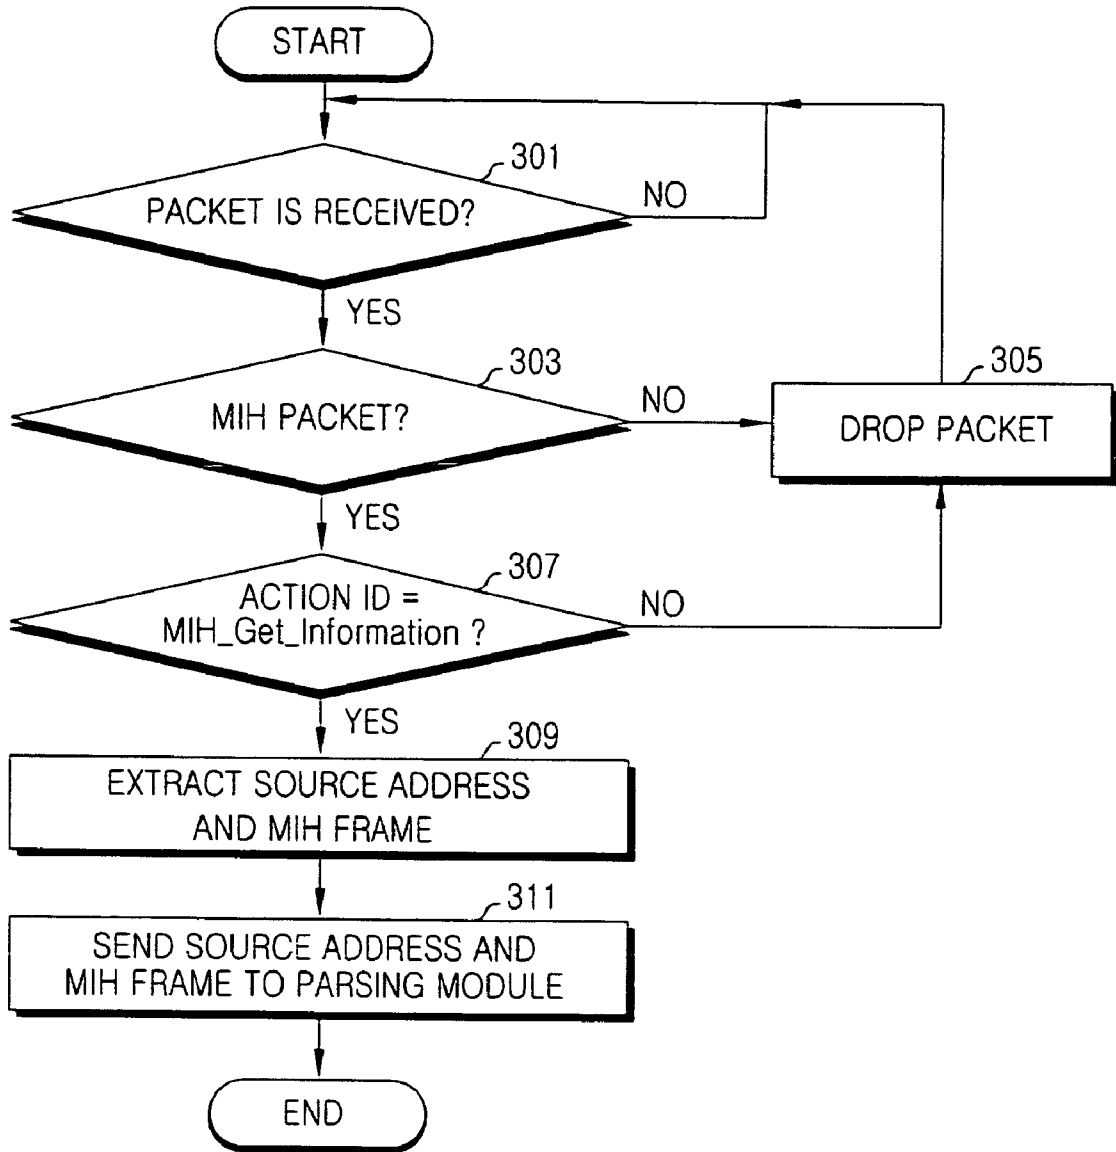 START
301
PACKET IS RECEIVED?
NO
YES
303
MIH PACKET?
NO
305
DROP PACKET
YES
307
ACTION ID =
MIH_Get_Information ?
NO
YES
309
EXTRACT SOURCE ADDRESS
AND MIH FRAME
311
SEND SOURCE ADDRESS AND
MIH FRAME TO PARSING MODULE
END